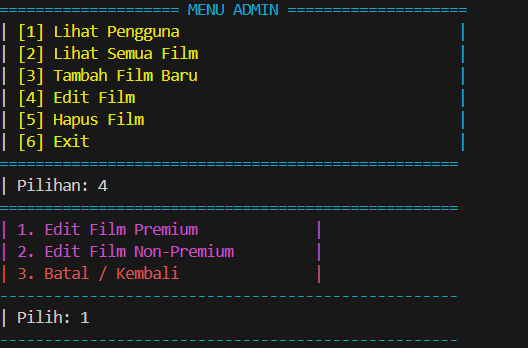 ==================== MENU ADMIN ====================
| [1] Lihat Pengguna                               |
| [2] Lihat Semua Film                             |
| [3] Tambah Film Baru                             |
| [4] Edit Film                                    |
| [5] Hapus Film                                   |
| [6] Exit                                         |
===================================================
| Pilihan: 4
===================================================
| 1. Edit Film Premium             |
| 2. Edit Film Non-Premium         |
| 3. Batal / Kembali               |
---------------------------------------------------
| Pilih: 1
---------------------------------------------------